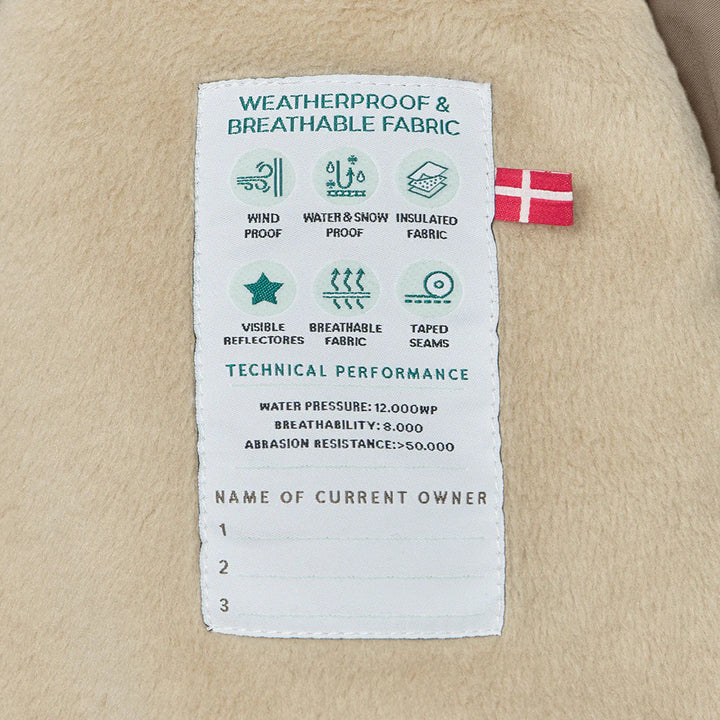 WEATHERPROOF &
BREATHABLE FABRIC
WIND WATER & SNOW INSULATED
PROOF PROOF FABRIC
VISIBLE BREATHABLE TAPED
REFLECTORES FABRIC SEAMS
TECHNICAL PERFORMANCE
WATER PRESSURE: 12.000WP
BREATHABILITY: 8.000
ABRASION RESISTANCE: >50.000
NAME OF CURRENT OWNER
1
2
3